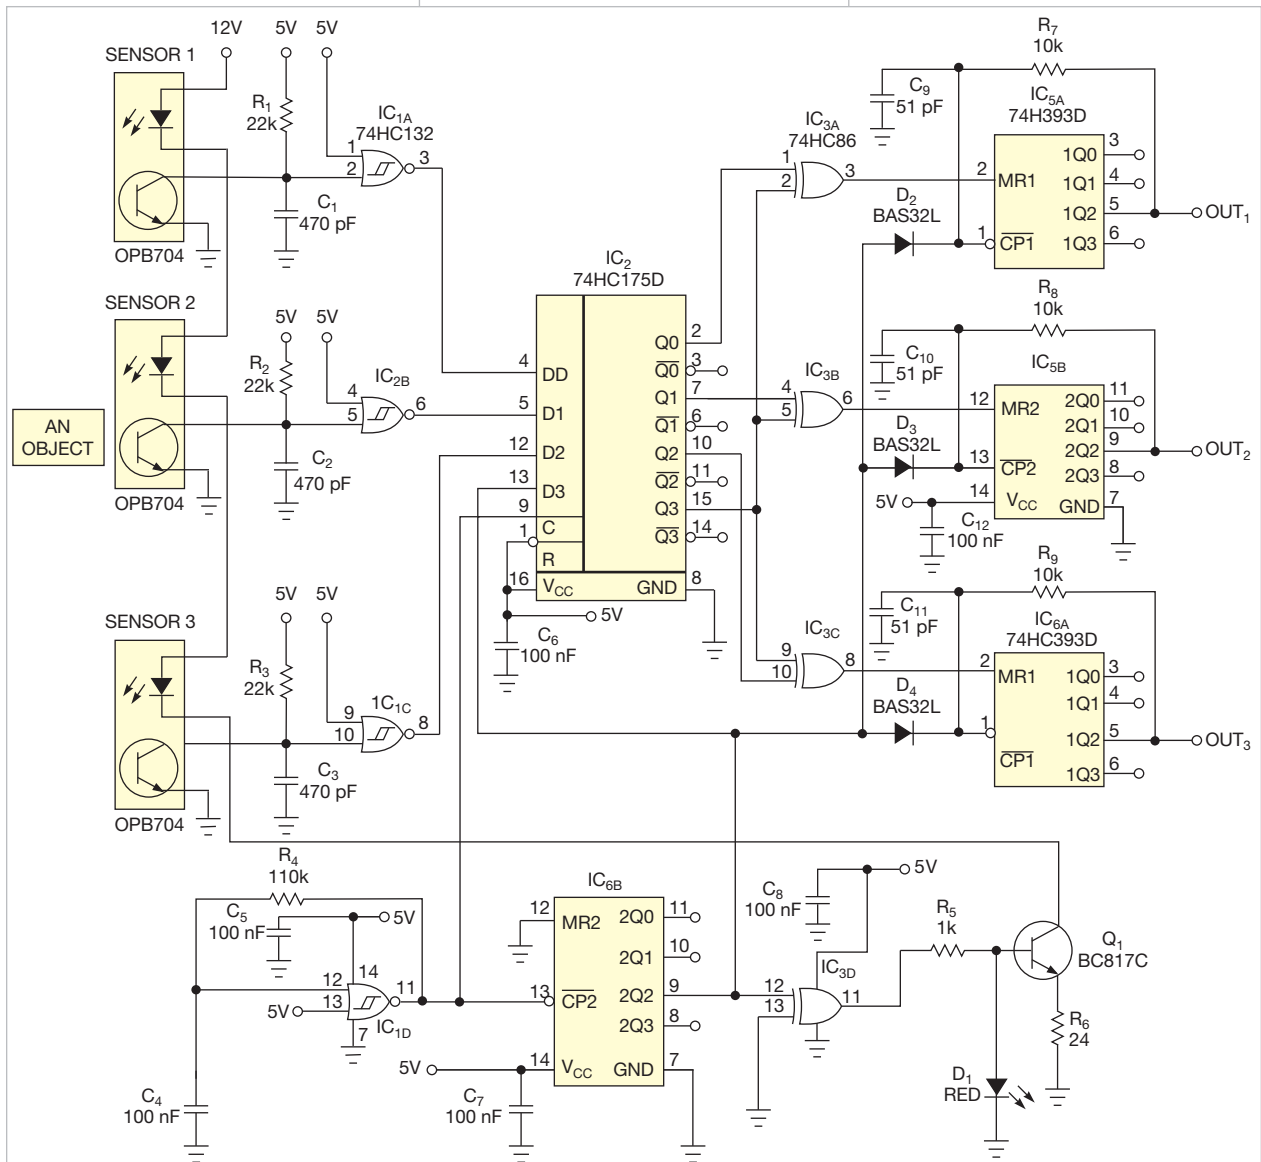 12V
5V
5V
SENSOR 1
R1
22k
IC1A
74HC132
1
2
3
C1
470 pF
OPB704
SENSOR 2
5V
5V
R2
22k
IC2B
4
5
6
C2
470 pF
OPB704
AN
OBJECT
SENSOR 3
5V
5V
R3
22k
1C1C
9
10
8
C3
470 pF
OPB704
IC2
74HC175D
4
DD
5
D1
12
D2
13
D3
9
C
1
R
16
VCC
GND
8
Q0
2
Q̅0̅
3
Q1
7
Q̅1̅
6
Q2
10
Q̅2̅
11
Q3
15
Q̅3̅
14
5V
C6
100 nF
IC3A
74HC86
1
2
3
IC3B
4
5
6
IC3C
9
10
8
R7
10k
C9
51 pF
IC5A
74H393D
D2
BAS32L
2
MR1
1
C̅P̅1̅
1Q0
3
1Q1
4
1Q2
5
1Q3
6
OUT1
R8
10k
C10
51 pF
IC5B
D3
BAS32L
12
MR2
13
C̅P̅2̅
14
VCC
GND
7
2Q0
11
2Q1
10
2Q2
9
2Q3
8
OUT2
5V
C12
100 nF
R9
10k
C11
51 pF
IC6A
74HC393D
D4
BAS32L
2
MR1
1
C̅P̅1̅
1Q0
3
1Q1
4
1Q2
5
1Q3
6
OUT3
R4
110k
C5
100 nF
5V
12
13
14
11
7
5V
IC1D
C4
100 nF
IC6B
12
MR2
13
C̅P̅2̅
14
VCC
GND
7
2Q0
11
2Q1
10
2Q2
9
2Q3
8
5V
C7
100 nF
C8
100 nF
5V
IC3D
12
13
11
R5
1k
Q1
BC817C
R6
24
D1
RED